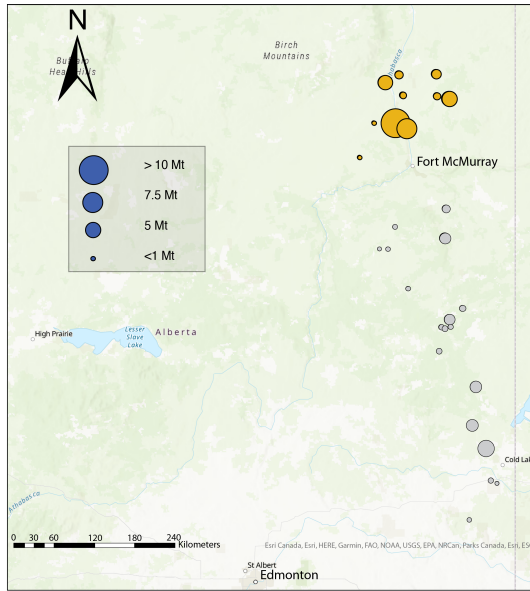 N
Birch
Mountains
Buffalo
Head Hills
> 10 Mt
7.5 Mt
5 Mt
<1 Mt
Fort McMurray
High Prairie
Lesser
Slave
Lake
Alberta
Cold Lak
Athabasca
0 30 60 120 180 240
Kilometers
Esri Canada, Esri, HERE, Garmin, FAO, NOAA, USGS, EPA, NRCan, Parks Canada, Esri, ES
St Albert
Edmonton